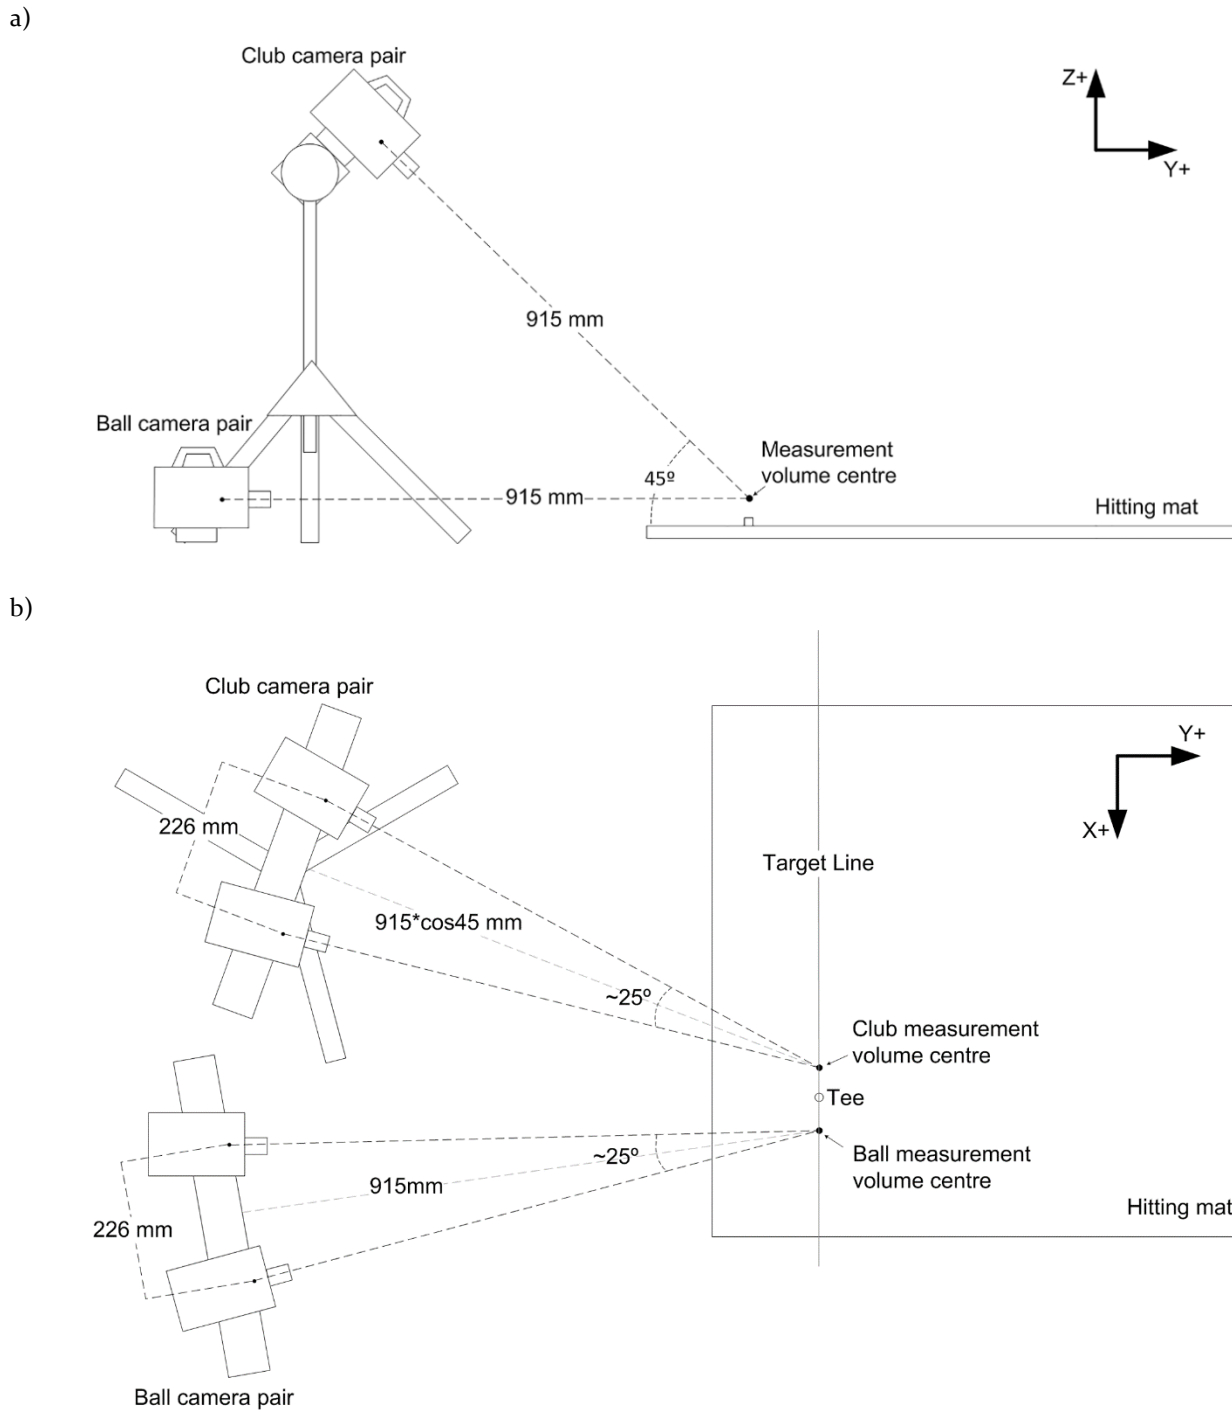 a)
Club camera pair
Z+
Y+
915 mm
Ball camera pair
Measurement
volume centre
45º
915 mm
Hitting mat
b)
Club camera pair
Y+
X+
226 mm
Target Line
915*cos45 mm
~25º
Club measurement
volume centre
Tee
~25º
Ball measurement
volume centre
915mm
Hitting mat
226 mm
Ball camera pair